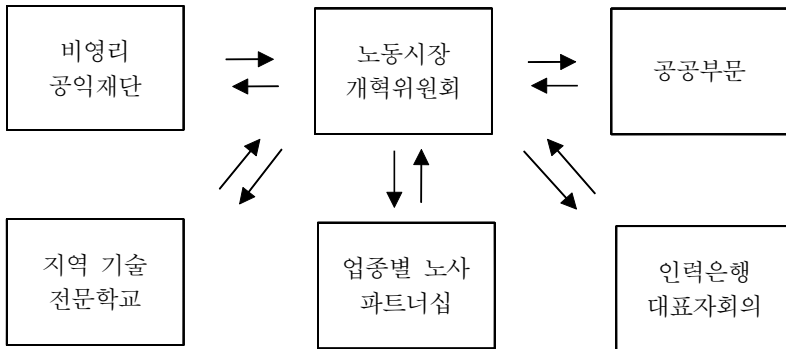 비영리
공익재단
노동시장
개혁위원회
공공부문
지역 기술
전문학교
업종별 노사
파트너십
인력은행
대표자회의